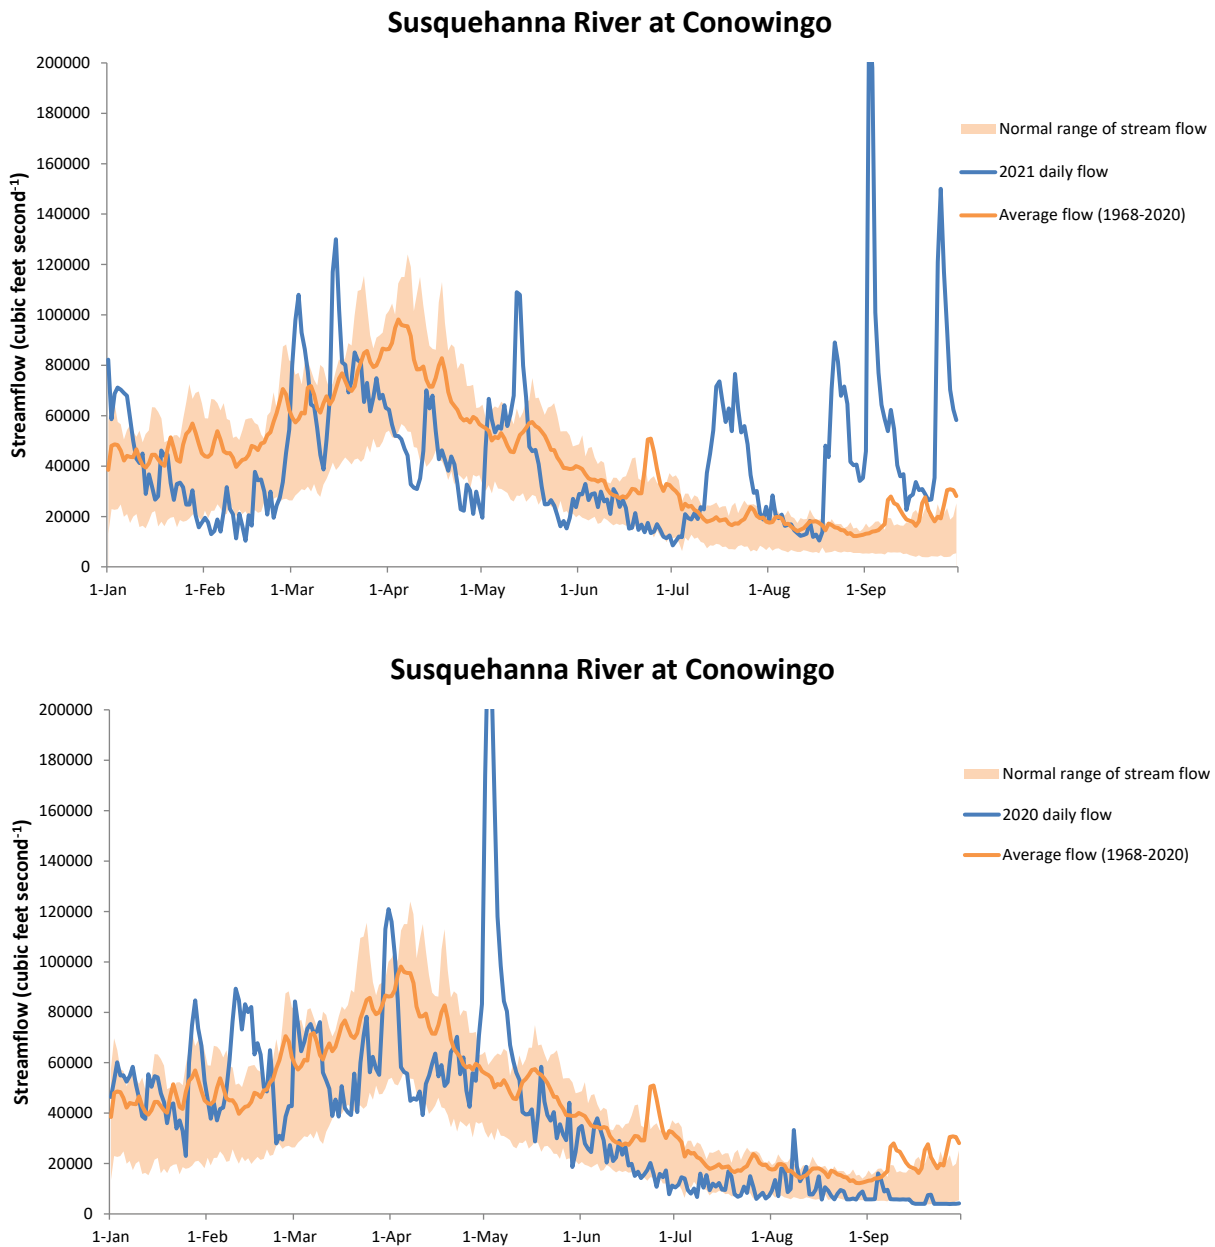 Susquehanna River at Conowingo
Streamflow (cubic feet second-1)
200000
180000
160000
140000
120000
100000
80000
60000
40000
20000
0
1-Jan 1-Feb 1-Mar 1-Apr 1-May 1-Jun 1-Jul 1-Aug 1-Sep
Normal range of stream flow
2021 daily flow
Average flow (1968-2020)
Susquehanna River at Conowingo
Streamflow (cubic feet second-1)
200000
180000
160000
140000
120000
100000
80000
60000
40000
20000
0
1-Jan 1-Feb 1-Mar 1-Apr 1-May 1-Jun 1-Jul 1-Aug 1-Sep
Normal range of stream flow
2020 daily flow
Average flow (1968-2020)